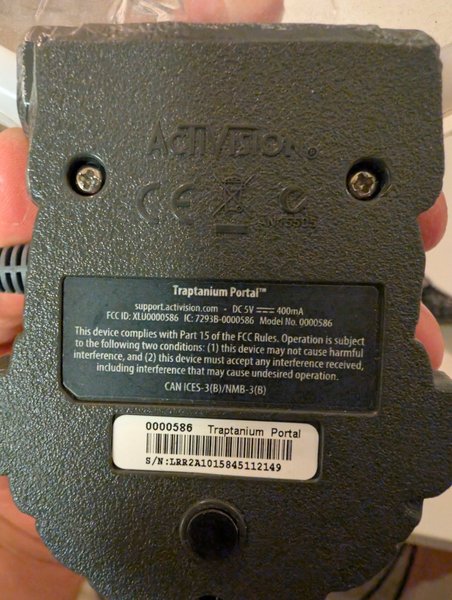 ACTIVISION®
CE
Traptanium Portal™
support.activision.com • DC 5V ⎓ 400mA
FCC ID: XLU0000586 IC: 7293B-0000586 Model No. 0000586
This device complies with Part 15 of the FCC Rules. Operation is subject
to the following two conditions: (1) this device may not cause harmful
interference, and (2) this device must accept any interference received,
including interference that may cause undesired operation.
CAN ICES-3(B)/NMB-3(B)
0000586 Traptanium Portal
S/N:LRR2A1015845112149